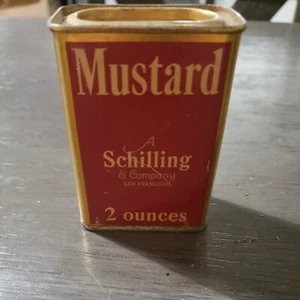 Mustard
A
Schilling
& Company
SAN FRANCISCO
2 ounces